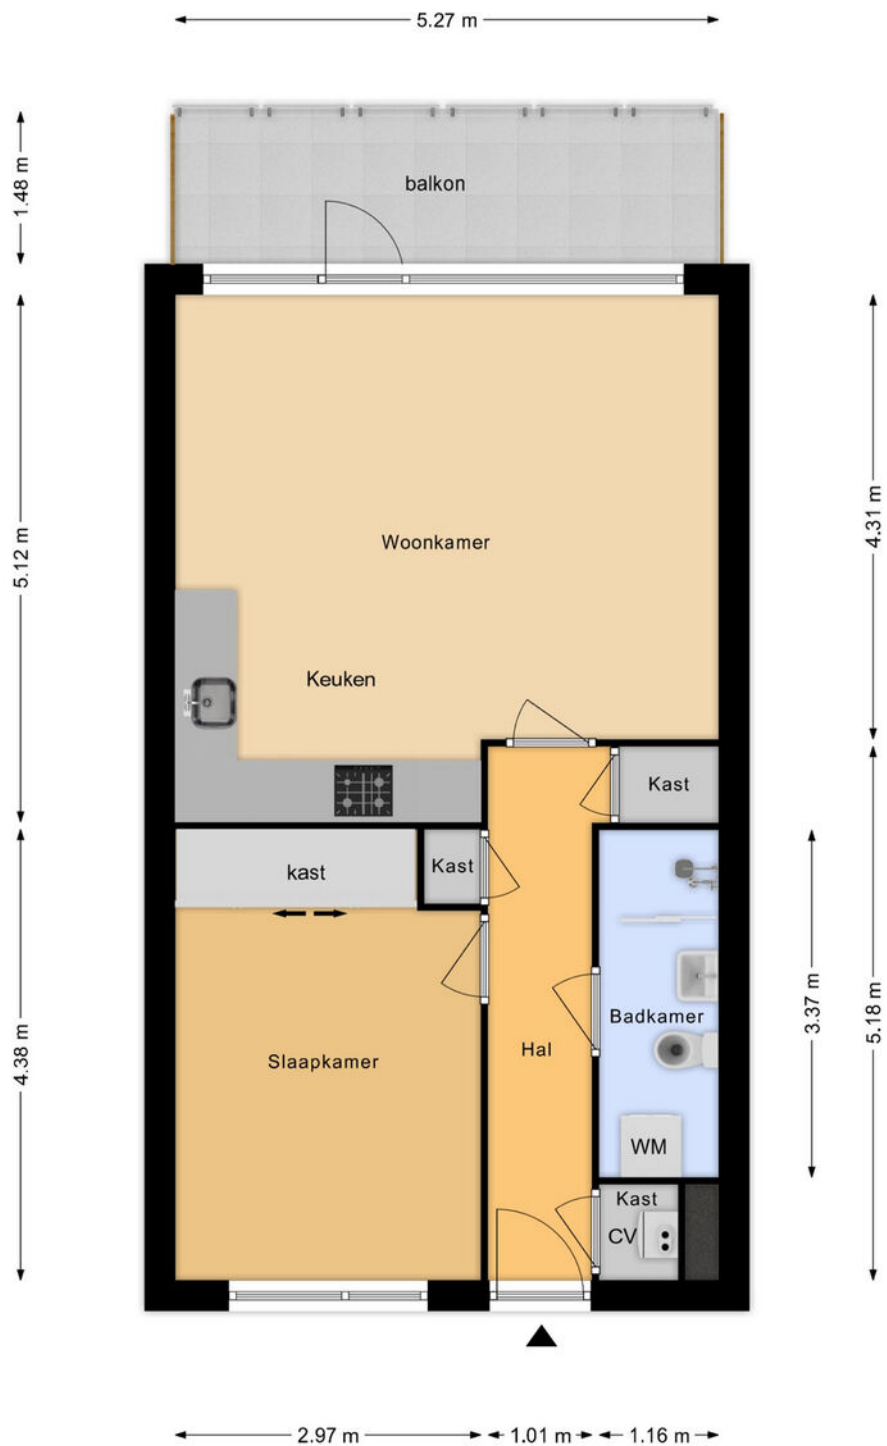 5.27 m
1.48 m
balkon
5.12 m
4.31 m
Woonkamer
Keuken
Kast
kast
Kast
4.38 m
Slaapkamer
Hal
Badkamer
3.37 m
5.18 m
WM
Kast
CV
2.97 m
1.01 m
1.16 m